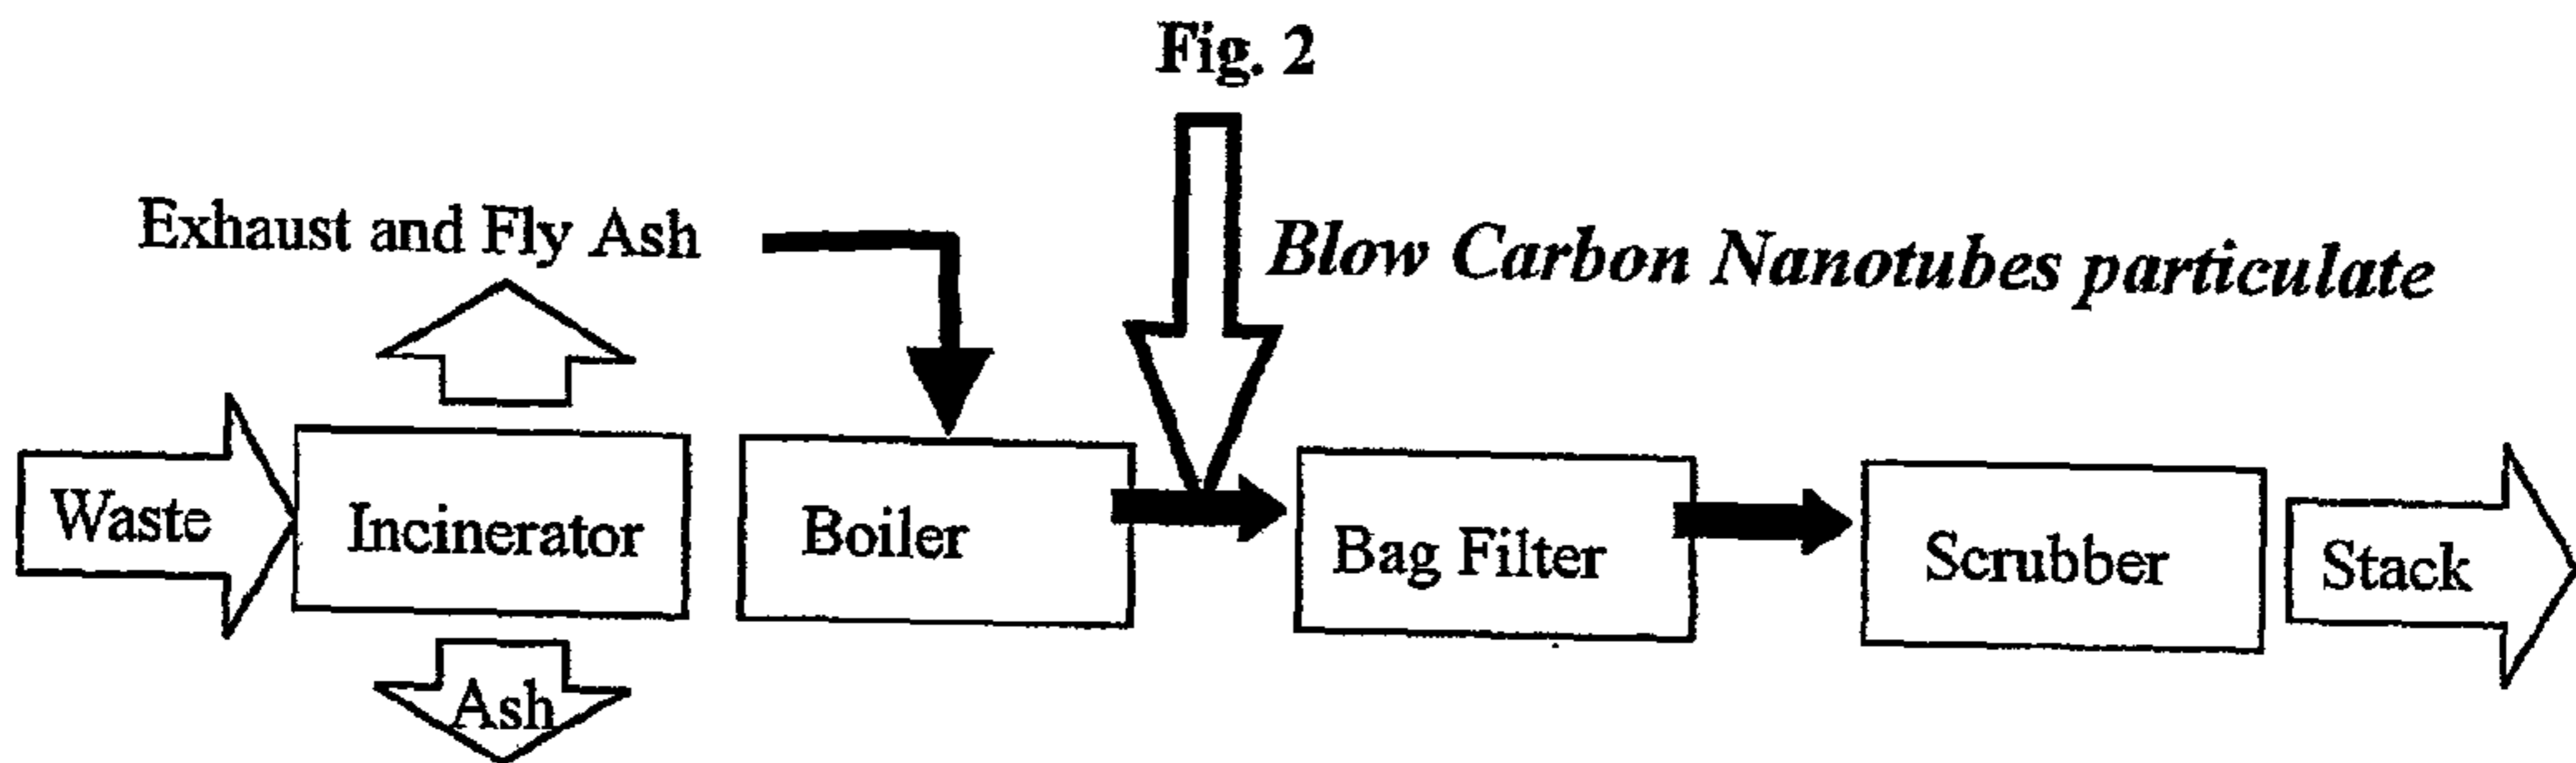 Fig. 2
Exhaust and Fly Ash
Blow Carbon Nanotubes particulate
Waste
Incinerator
Boiler
Bag Filter
Scrubber
Stack
Ash